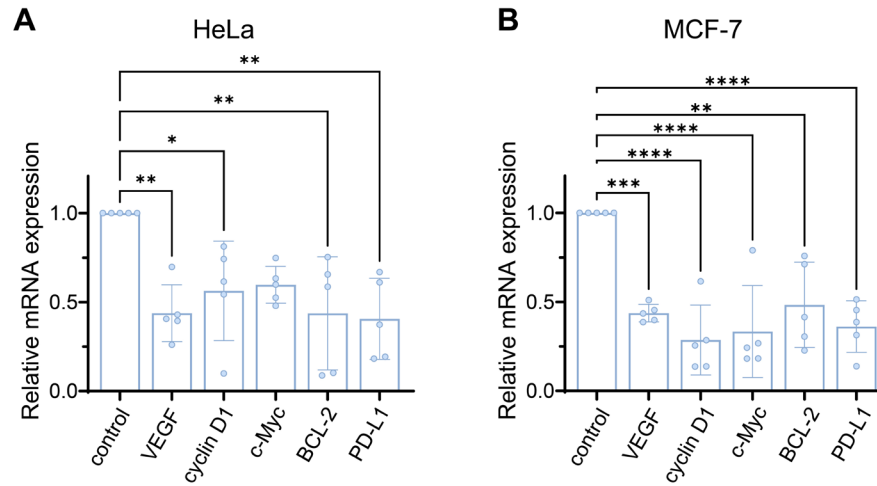 A
HeLa
**
**
*
**
Relative mRNA expression
1.0
0.5
0.0
control
VEGF
cyclin D1
c-Myc
BCL-2
PD-L1
B
MCF-7
****
**
****
****
***
Relative mRNA expression
1.0
0.5
0.0
control
VEGF
cyclin D1
c-Myc
BCL-2
PD-L1